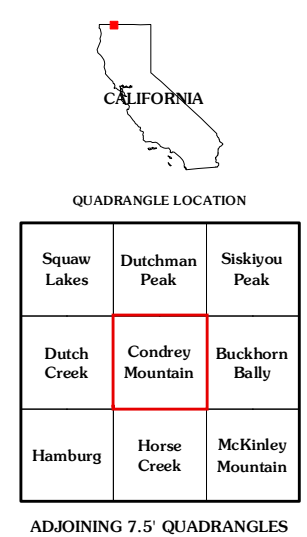 CALIFORNIA
QUADRANGLE LOCATION
Squaw
Lakes
Dutchman
Peak
Siskiyou
Peak
Dutch
Creek
Condrey
Mountain
Buckhorn
Bally
Hamburg
Horse
Creek
McKinley
Mountain
ADJOINING 7.5' QUADRANGLES